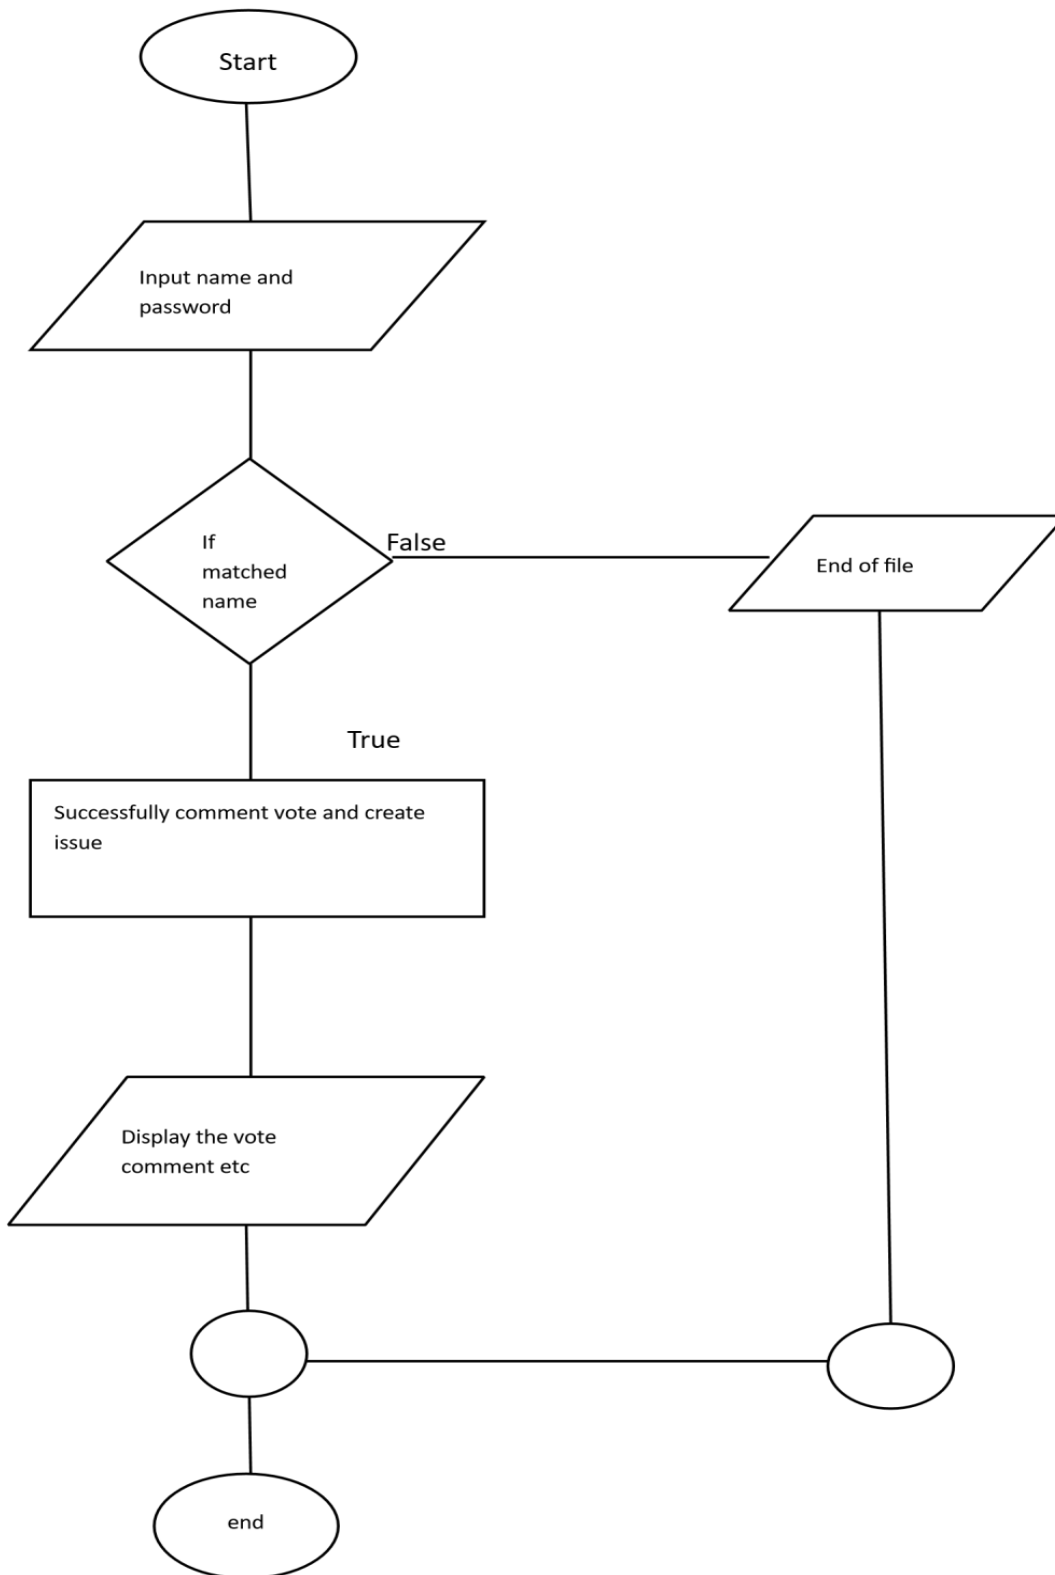 Start
Input name and
password
If
matched
name
False
End of file
True
Successfully comment vote and create
issue
Display the vote
comment etc
end